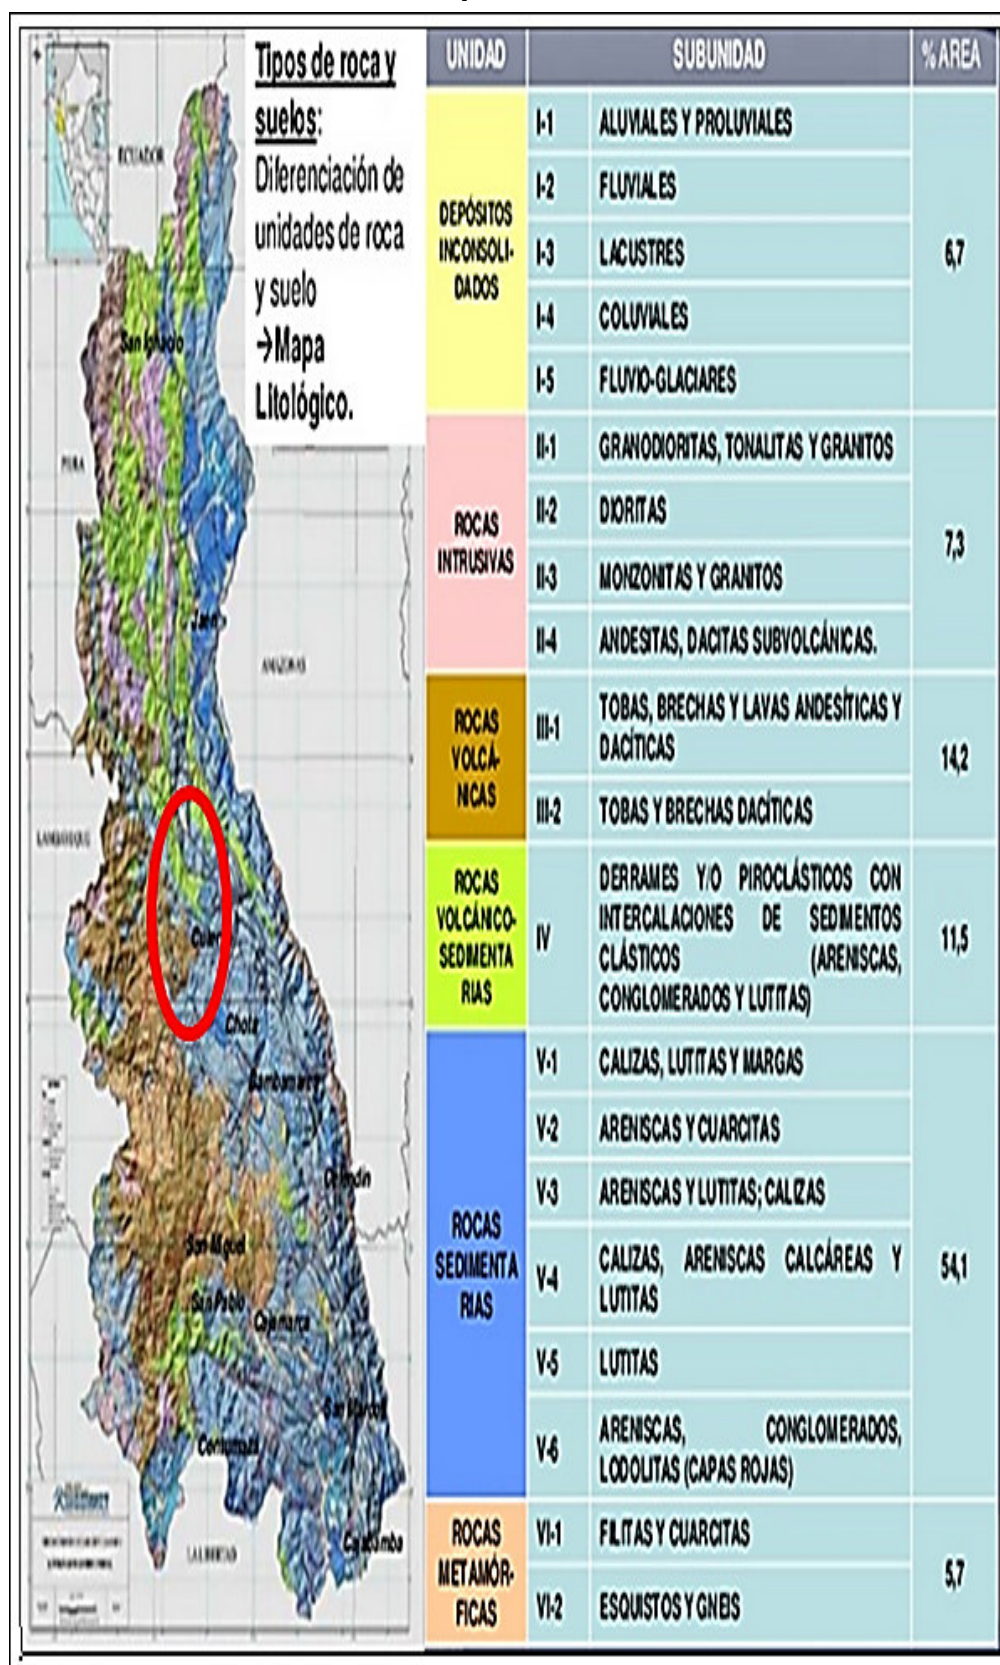 Tipos de roca y
suelos:
Diferenciación de
unidades de roca
y suelo
→Mapa
Litológico.
ECUADOR
San Ignacio
PIURA
Jaen
AMAZONAS
LAMBAYEQUE
Chota
Bambamarca
Celendín
San Miguel
San Pablo
Cajamarca
San Marcos
Contumazá
Cajabamba
LA LIBERTAD
UNIDAD SUBUNIDAD % AREA
DEPÓSITOS
INCONSOLI-
DADOS
I-1 ALUVIALES Y PROLUVIALES
I-2 FLUVIALES
I-3 LACUSTRES
I-4 COLUVIALES
I-5 FLUVIO-GLACIARES
6,7
ROCAS
INTRUSIVAS
II-1 GRANODIORITAS, TONALITAS Y GRANITOS
II-2 DIORITAS
II-3 MONZONITAS Y GRANITOS
II-4 ANDESITAS, DACITAS SUBVOLCÁNICAS.
7,3
ROCAS
VOLCÁ-
NICAS
III-1 TOBAS, BRECHAS Y LAVAS ANDESÍTICAS Y
DACÍTICAS
III-2 TOBAS Y BRECHAS DACÍTICAS
14,2
ROCAS
VOLCÁNICO-
SEDIMENTA
RIAS
IV DERRAMES Y/O PIROCLÁSTICOS CON
INTERCALACIONES DE SEDIMENTOS
CLÁSTICOS (ARENISCAS,
CONGLOMERADOS Y LUTITAS)
11,5
ROCAS
SEDIMENTA
RIAS
V-1 CALIZAS, LUTITAS Y MARGAS
V-2 ARENISCAS Y CUARCITAS
V-3 ARENISCAS Y LUTITAS; CALIZAS
V-4 CALIZAS, ARENISCAS CALCÁREAS Y
LUTITAS
V-5 LUTITAS
V-6 ARENISCAS, CONGLOMERADOS,
LODOLITAS (CAPAS ROJAS)
54,1
ROCAS
METAMÓR-
FICAS
VI-1 FILITAS Y CUARCITAS
VI-2 ESQUISTOS Y GNEIS
5,7